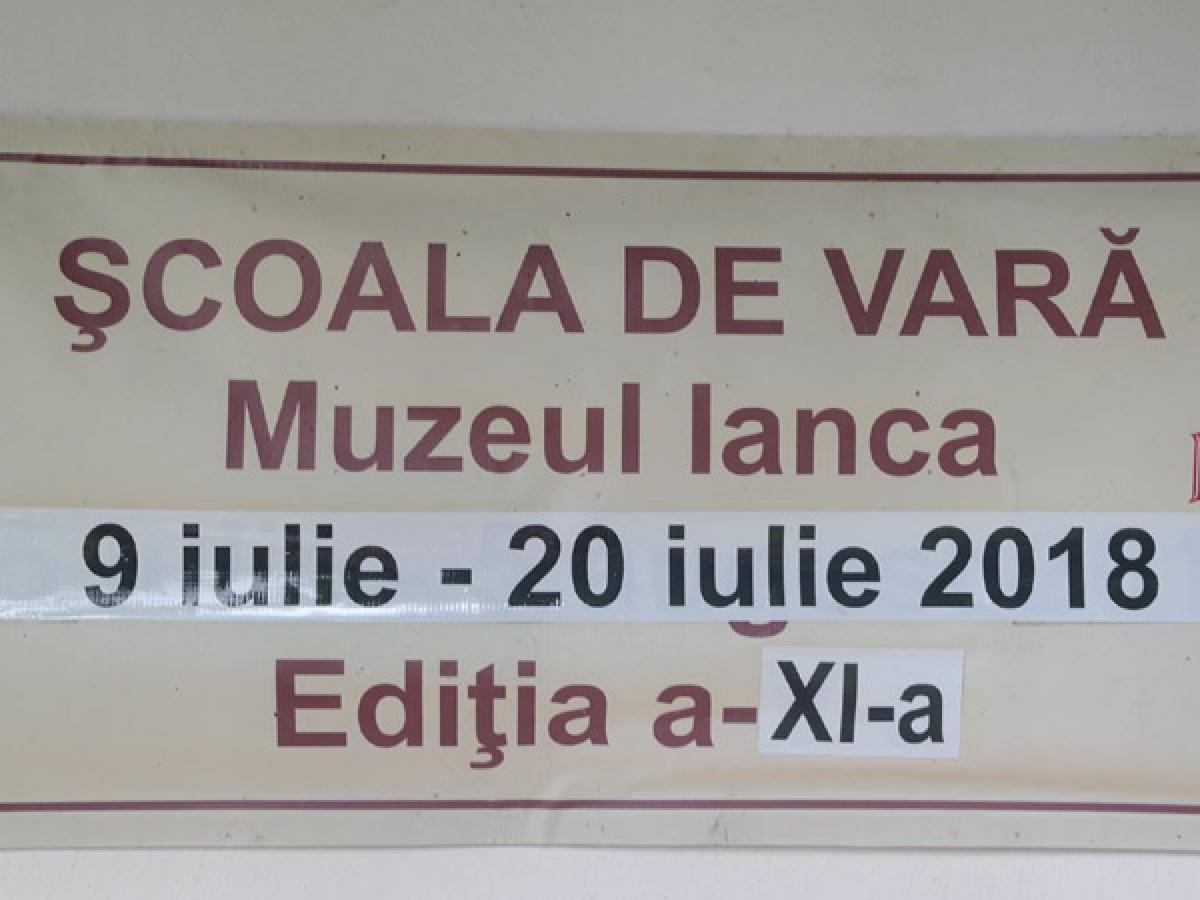 ŞCOALA DE VARĂ
Muzeul Ianca
9 iulie - 20 iulie 2018
Ediţia a-XI-a